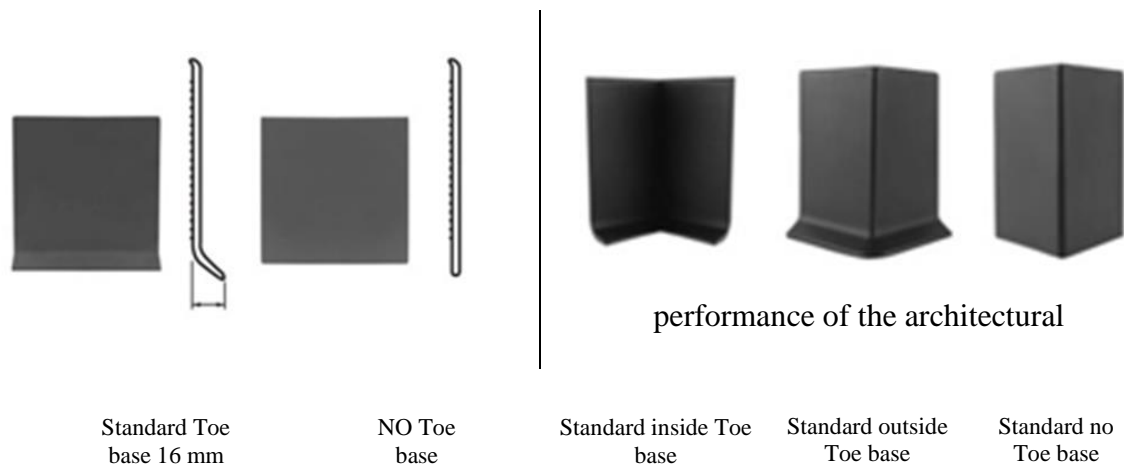 performance of the architectural
Standard Toe
base 16 mm
NO Toe
base
Standard inside Toe
base
Standard outside
Toe base
Standard no
Toe base